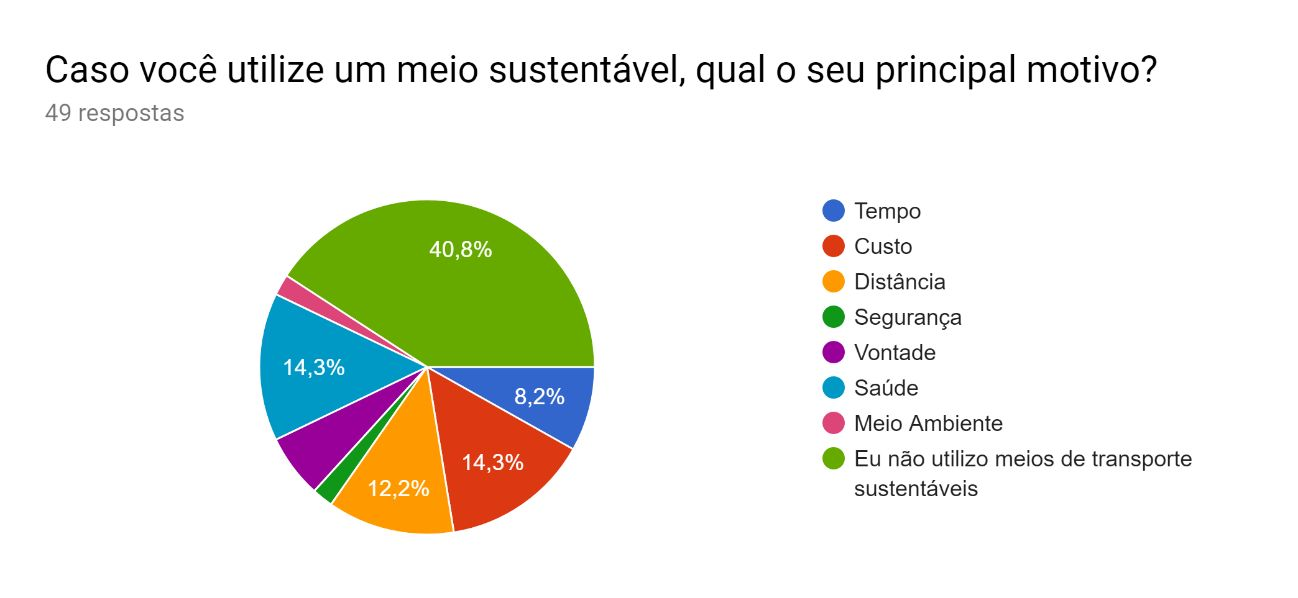 Caso você utilize um meio sustentável, qual o seu principal motivo?
49 respostas
40,8%
14,3%
8,2%
14,3%
12,2%
Tempo
Custo
Distância
Segurança
Vontade
Saúde
Meio Ambiente
Eu não utilizo meios de transporte
sustentáveis